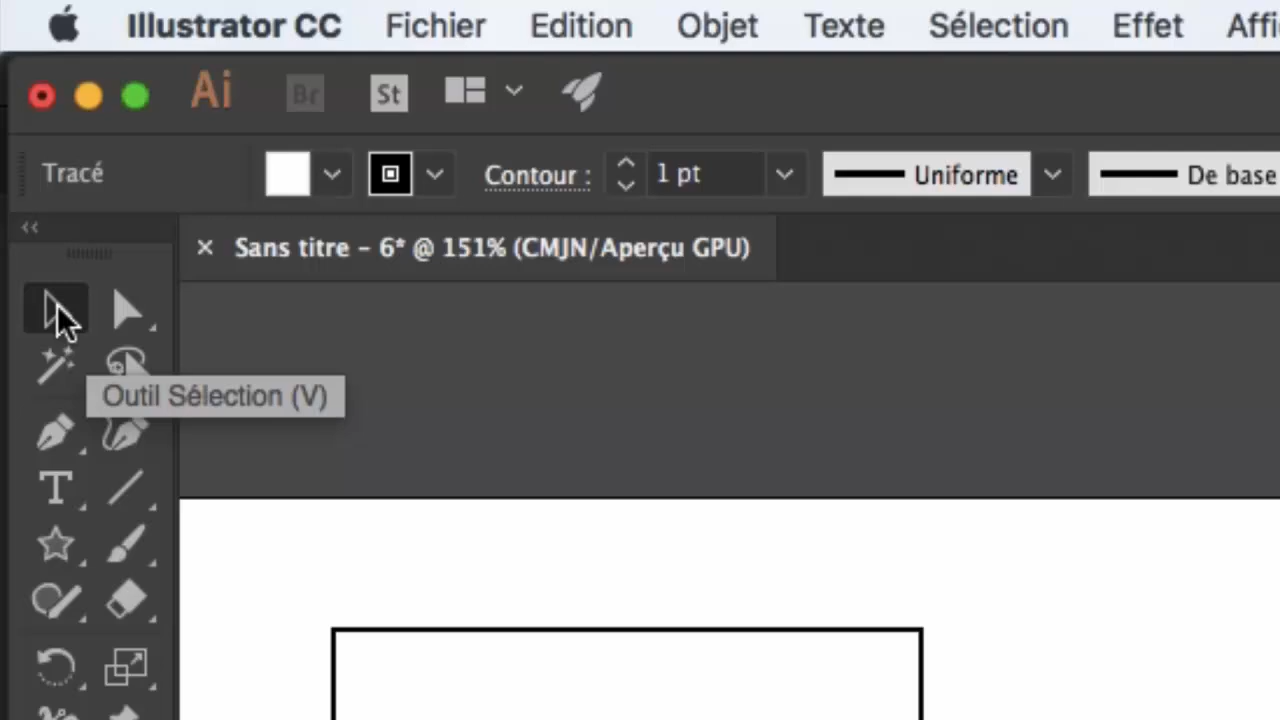 Illustrator CC Fichier Edition Objet Texte Sélection Effet Affi
Ai Br St
Tracé Contour : 1 pt Uniforme De base
× Sans titre - 6* @ 151% (CMJN/Aperçu GPU)
Outil Sélection (V)